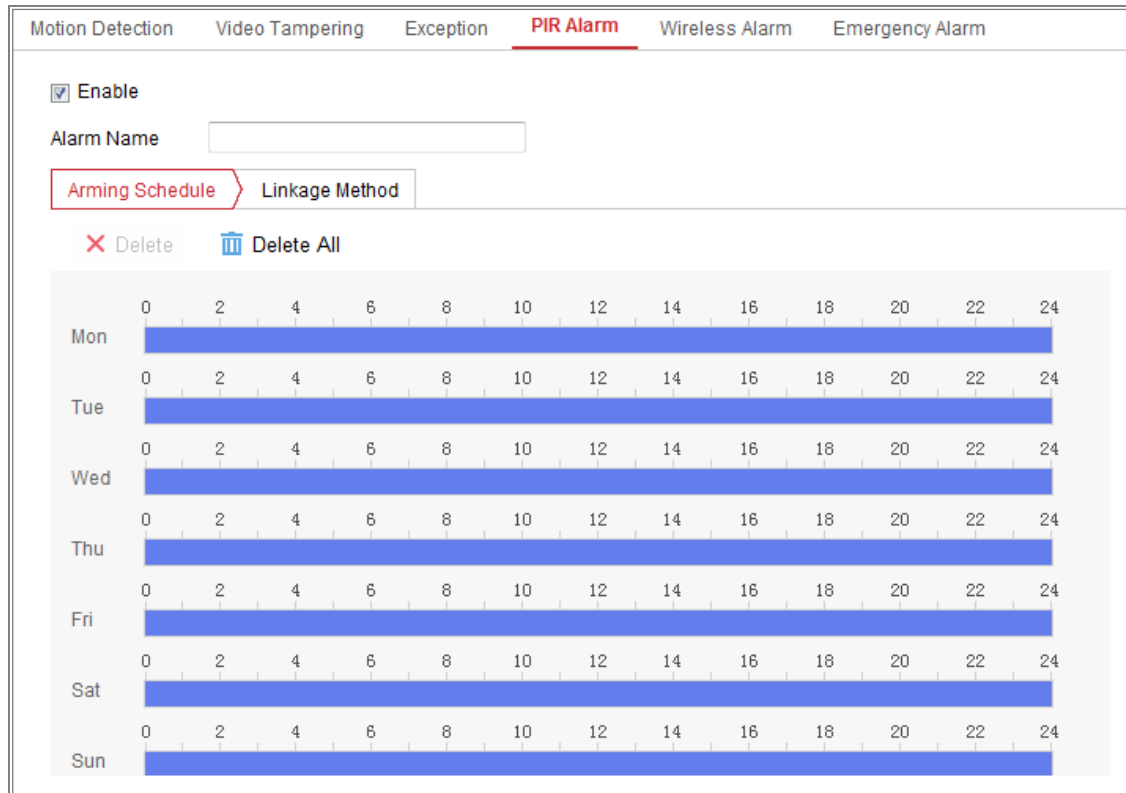 Motion Detection Video Tampering Exception PIR Alarm Wireless Alarm Emergency Alarm
Enable
Alarm Name
Arming Schedule Linkage Method
Delete Delete All
0 2 4 6 8 10 12 14 16 18 20 22 24
Mon
0 2 4 6 8 10 12 14 16 18 20 22 24
Tue
0 2 4 6 8 10 12 14 16 18 20 22 24
Wed
0 2 4 6 8 10 12 14 16 18 20 22 24
Thu
0 2 4 6 8 10 12 14 16 18 20 22 24
Fri
0 2 4 6 8 10 12 14 16 18 20 22 24
Sat
0 2 4 6 8 10 12 14 16 18 20 22 24
Sun